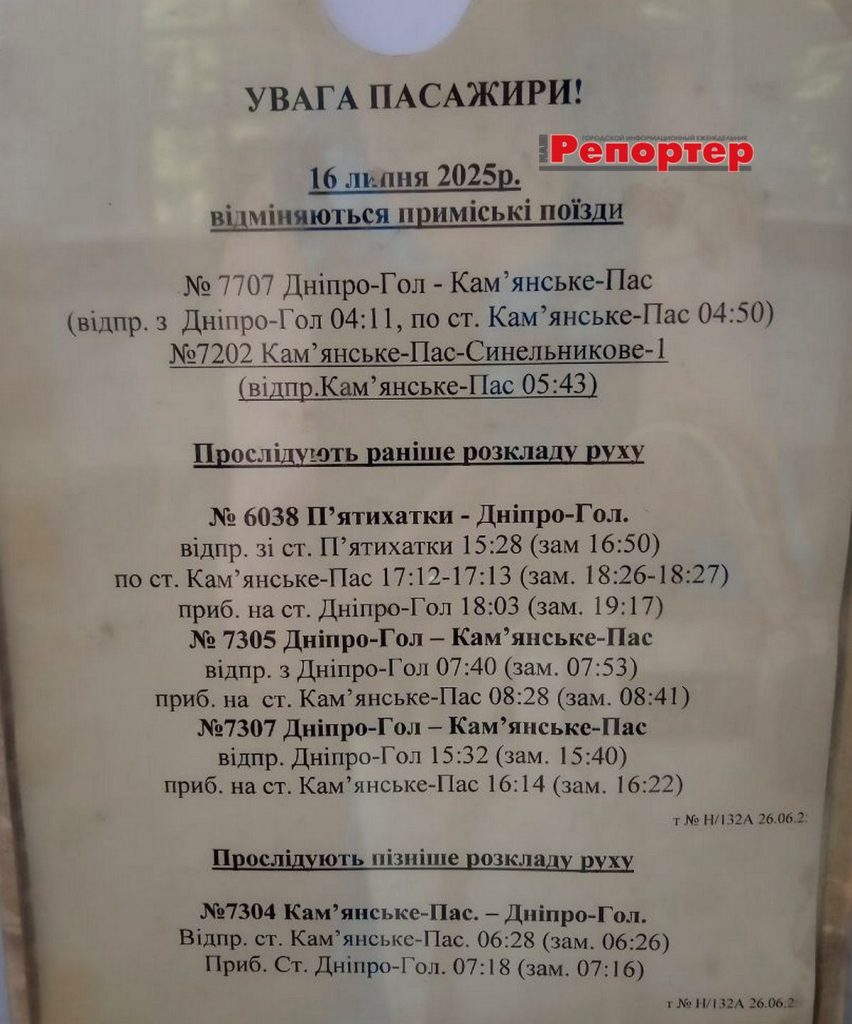 УВАГА ПАСАЖИРИ!
ГОРОДСКОЙ ИНФОРМАЦИОННЫЙ ЕЖЕНЕДЕЛЬНИК
НАШ Репортер
16 липня 2025р.
відміняються приміські поїзди
№ 7707 Дніпро-Гол - Кам’янське-Пас
(відпр. з Дніпро-Гол 04:11, по ст. Кам’янське-Пас 04:50)
№7202 Кам’янське-Пас-Синельникове-1
(відпр.Кам’янське-Пас 05:43)
Прослідують раніше розкладу руху
№ 6038 П’ятихатки - Дніпро-Гол.
відпр. зі ст. П’ятихатки 15:28 (зам 16:50)
по ст. Кам’янське-Пас 17:12-17:13 (зам. 18:26-18:27)
приб. на ст. Дніпро-Гол 18:03 (зам. 19:17)
№ 7305 Дніпро-Гол – Кам’янське-Пас
відпр. з Дніпро-Гол 07:40 (зам. 07:53)
приб. на ст. Кам’янське-Пас 08:28 (зам. 08:41)
№7307 Дніпро-Гол – Кам’янське-Пас
відпр. Дніпро-Гол 15:32 (зам. 15:40)
приб. на ст. Кам’янське-Пас 16:14 (зам. 16:22)
т № Н/132А 26.06.2
Прослідують пізніше розкладу руху
№7304 Кам’янське-Пас. – Дніпро-Гол.
Відпр. ст. Кам’янське-Пас. 06:28 (зам. 06:26)
Приб. Ст. Дніпро-Гол. 07:18 (зам. 07:16)
т № Н/132А 26.06.2